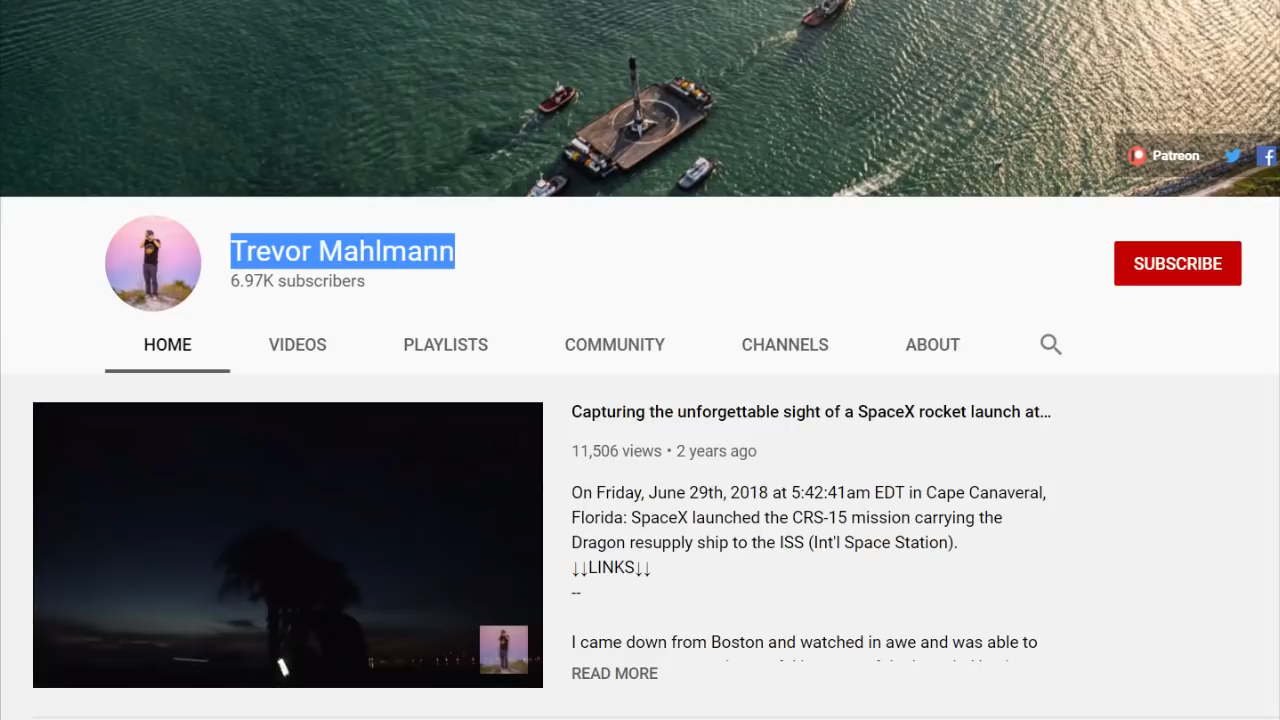 Patreon
Trevor Mahlmann
6.97K subscribers
SUBSCRIBE
HOME VIDEOS PLAYLISTS COMMUNITY CHANNELS ABOUT
Capturing the unforgettable sight of a SpaceX rocket launch at...
11,506 views • 2 years ago
On Friday, June 29th, 2018 at 5:42:41am EDT in Cape Canaveral,
Florida: SpaceX launched the CRS-15 mission carrying the
Dragon resupply ship to the ISS (Int'l Space Station).
↓↓LINKS↓↓
--
I came down from Boston and watched in awe and was able to
READ MORE